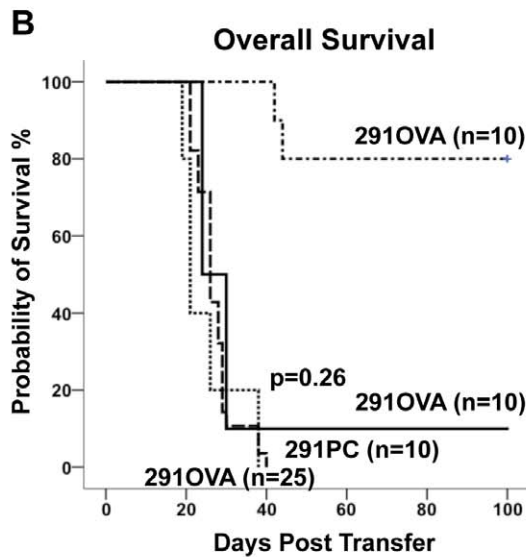 B
Overall Survival
Probability of Survival %
100
80
60
40
20
0
291OVA (n=10)
p=0.26
291OVA (n=10)
291PC (n=10)
291OVA (n=25)
0 20 40 60 80 100
Days Post Transfer